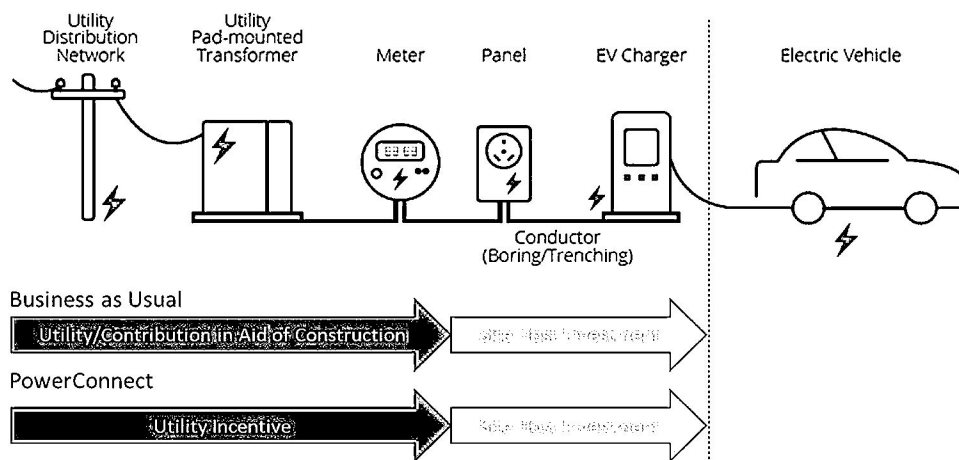 Utility
Distribution
Network
Utility
Pad-mounted
Transformer
Meter
Panel
EV Charger
Electric Vehicle
Conductor
(Boring/Trenching)
Business as Usual
Utility/Contribution in Aid of Construction
PowerConnect
Utility Incentive